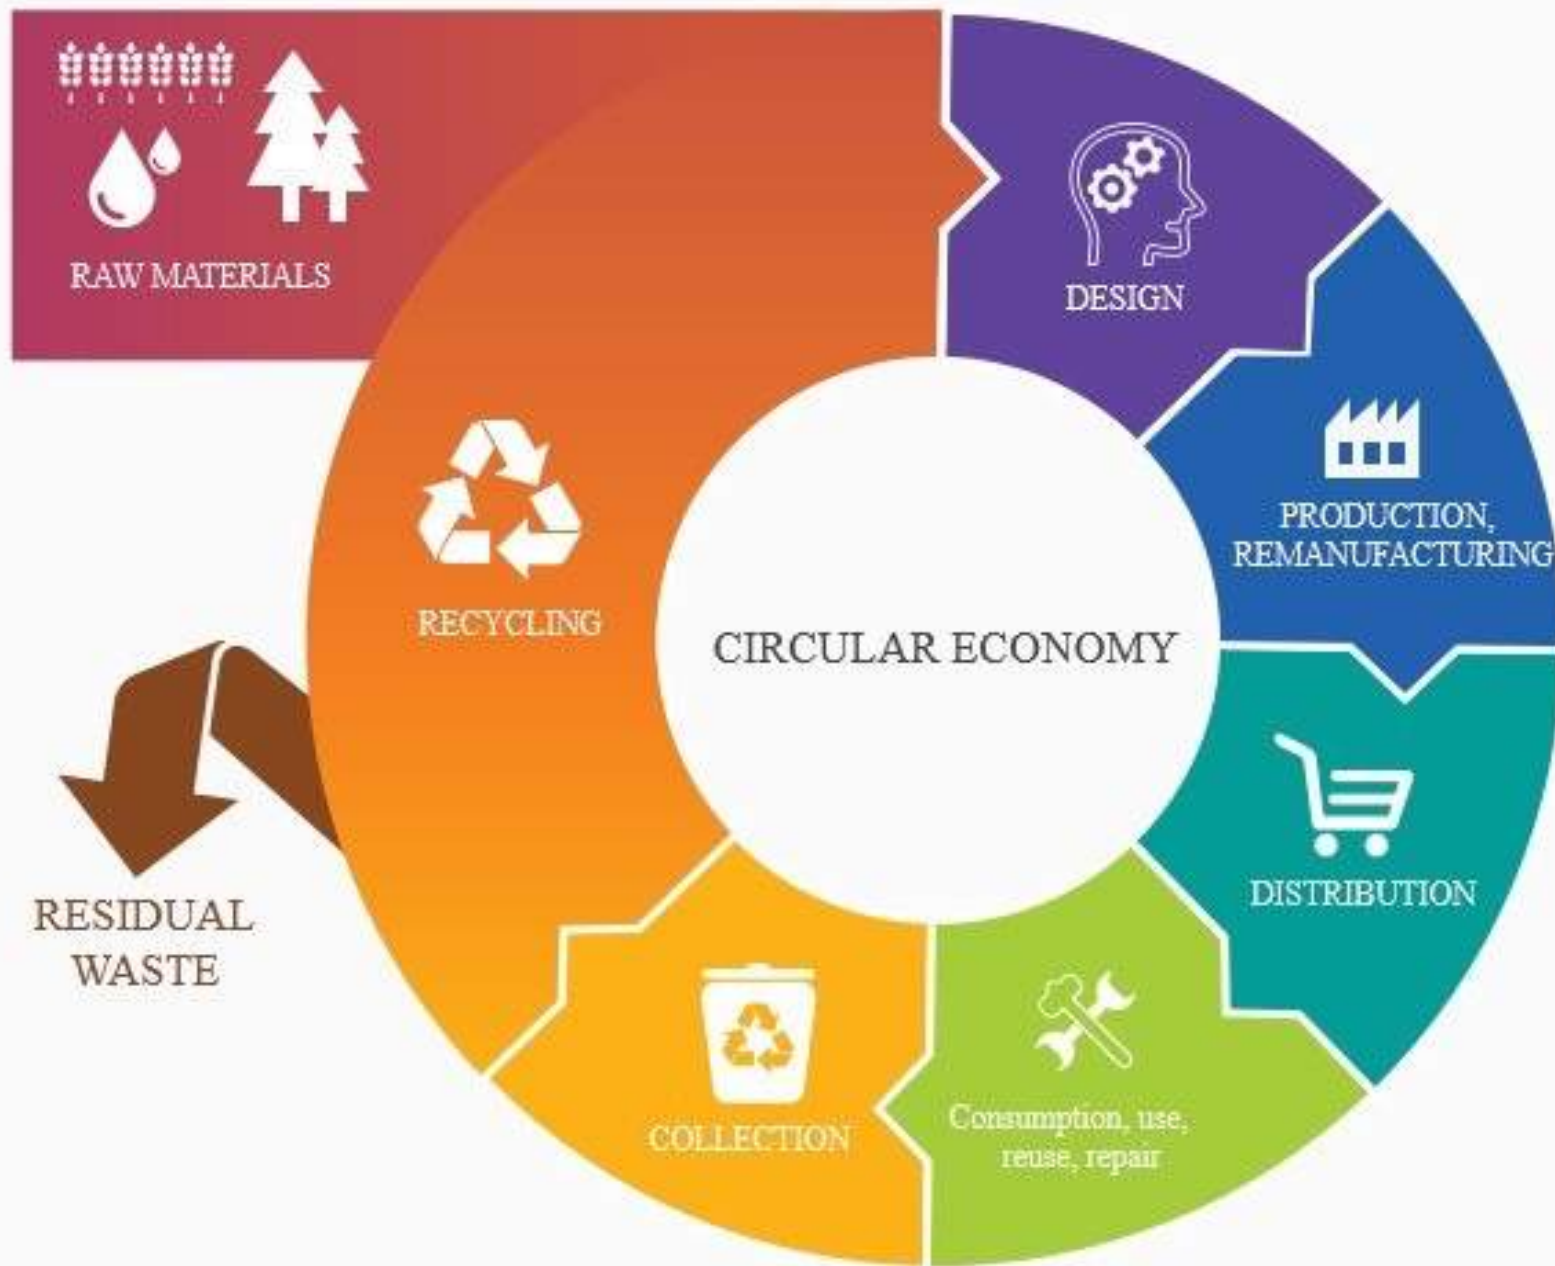 RAW MATERIALS
DESIGN
PRODUCTION,
REMANUFACTURING
RECYCLING
CIRCULAR ECONOMY
DISTRIBUTION
RESIDUAL
WASTE
Consumption, use,
reuse, repair
COLLECTION